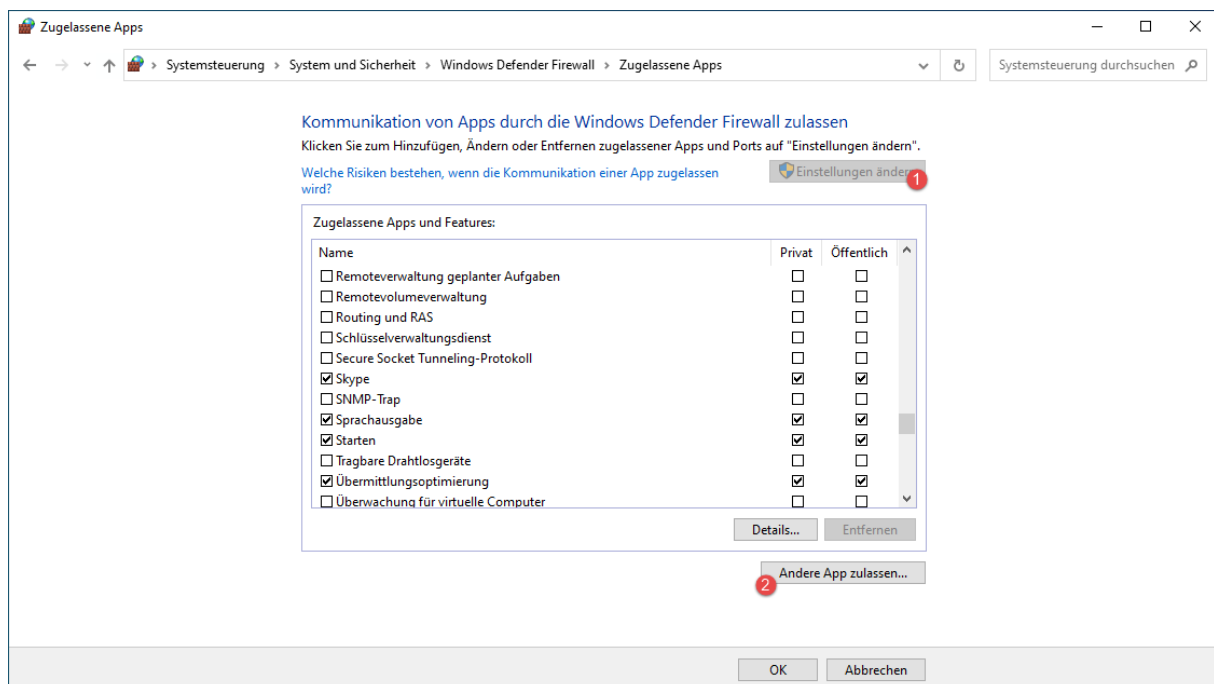 Zugelassene Apps
Systemsteuerung > System und Sicherheit > Windows Defender Firewall > Zugelassene Apps
Systemsteuerung durchsuchen
Kommunikation von Apps durch die Windows Defender Firewall zulassen
Klicken Sie zum Hinzufügen, Ändern oder Entfernen zugelassener Apps und Ports auf "Einstellungen ändern".
Welche Risiken bestehen, wenn die Kommunikation einer App zugelassen
wird?
Einstellungen ändern
1
Zugelassene Apps und Features:
Name Privat Öffentlich
Remoteverwaltung geplanter Aufgaben
Remotevolumeverwaltung
Routing und RAS
Schlüsselverwaltungsdienst
Secure Socket Tunneling-Protokoll
Skype
SNMP-Trap
Sprachausgabe
Starten
Tragbare Drahtlosgeräte
Übermittlungsoptimierung
Überwachung für virtuelle Computer
Details... Entfernen
Andere App zulassen...
2
OK Abbrechen